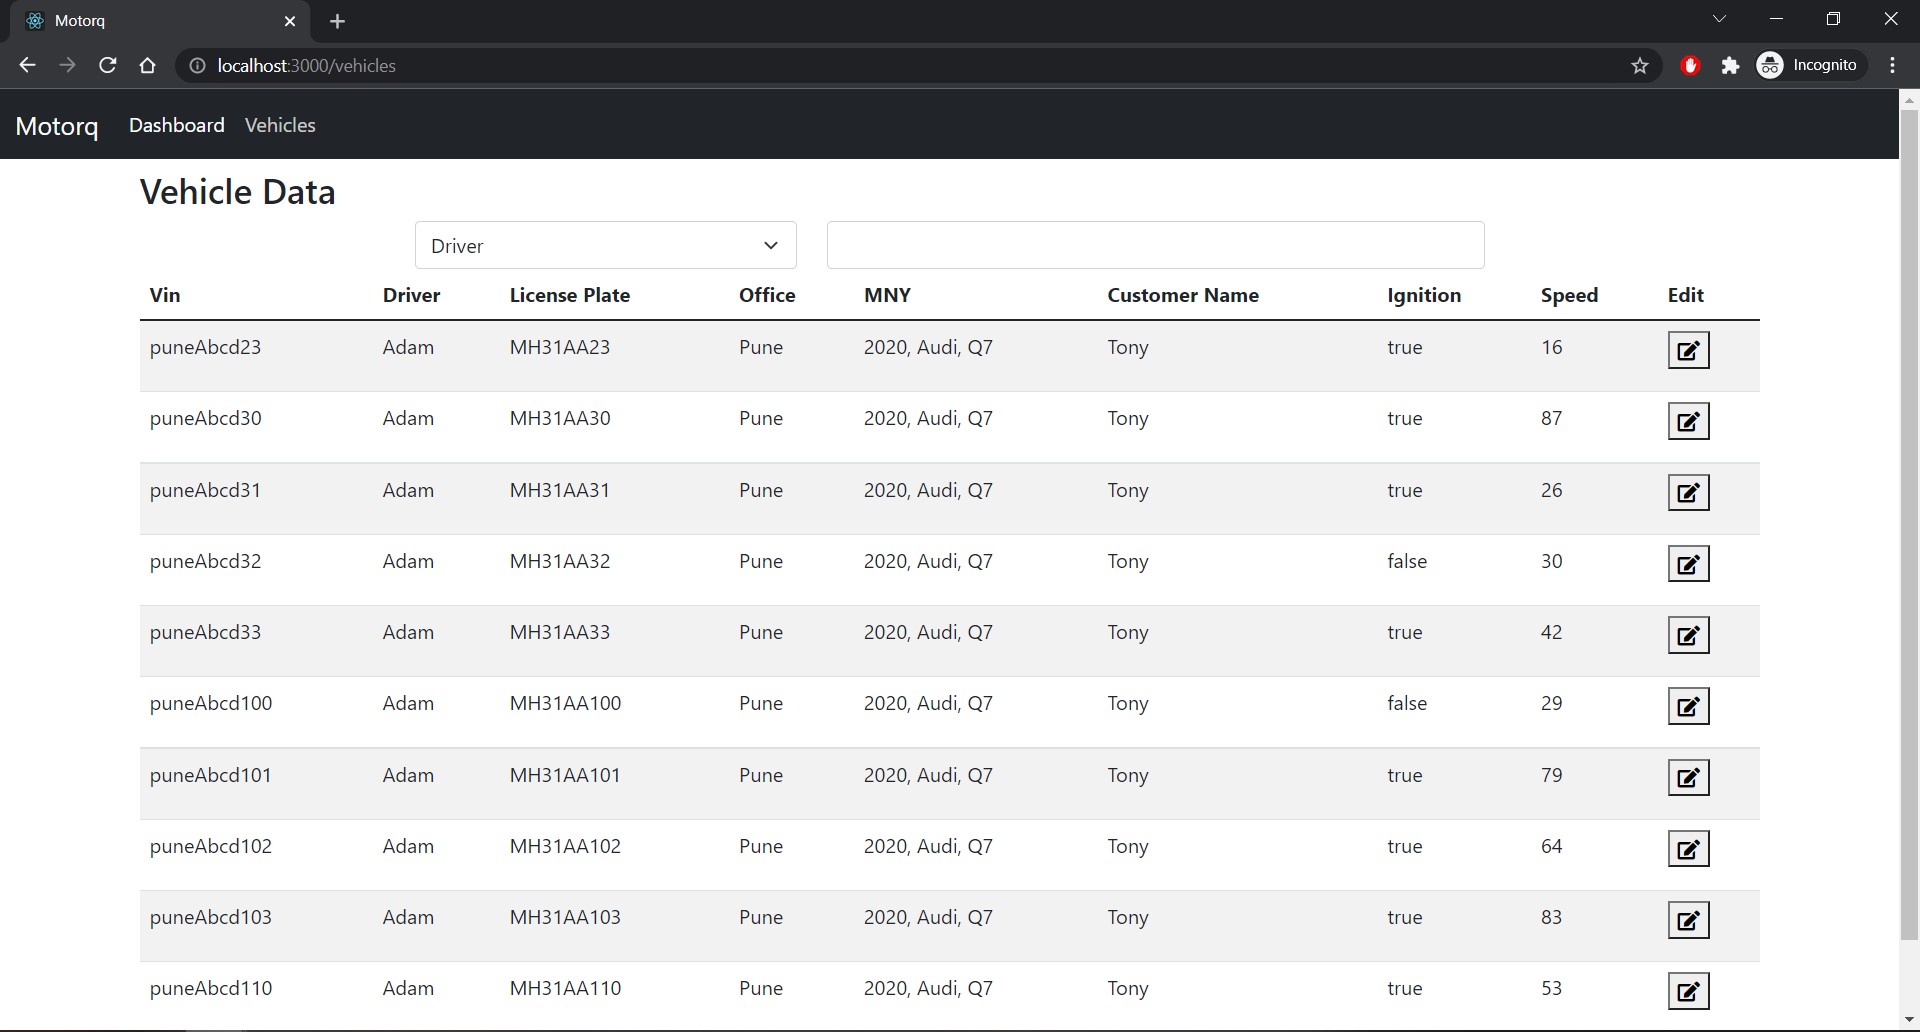 Motorq
localhost:3000/vehicles
Incognito
Motorq Dashboard Vehicles
Vehicle Data
Driver
Vin Driver License Plate Office MNY Customer Name Ignition Speed Edit
puneAbcd23 Adam MH31AA23 Pune 2020, Audi, Q7 Tony true 16
puneAbcd30 Adam MH31AA30 Pune 2020, Audi, Q7 Tony true 87
puneAbcd31 Adam MH31AA31 Pune 2020, Audi, Q7 Tony true 26
puneAbcd32 Adam MH31AA32 Pune 2020, Audi, Q7 Tony false 30
puneAbcd33 Adam MH31AA33 Pune 2020, Audi, Q7 Tony true 42
puneAbcd100 Adam MH31AA100 Pune 2020, Audi, Q7 Tony false 29
puneAbcd101 Adam MH31AA101 Pune 2020, Audi, Q7 Tony true 79
puneAbcd102 Adam MH31AA102 Pune 2020, Audi, Q7 Tony true 64
puneAbcd103 Adam MH31AA103 Pune 2020, Audi, Q7 Tony true 83
puneAbcd110 Adam MH31AA110 Pune 2020, Audi, Q7 Tony true 53